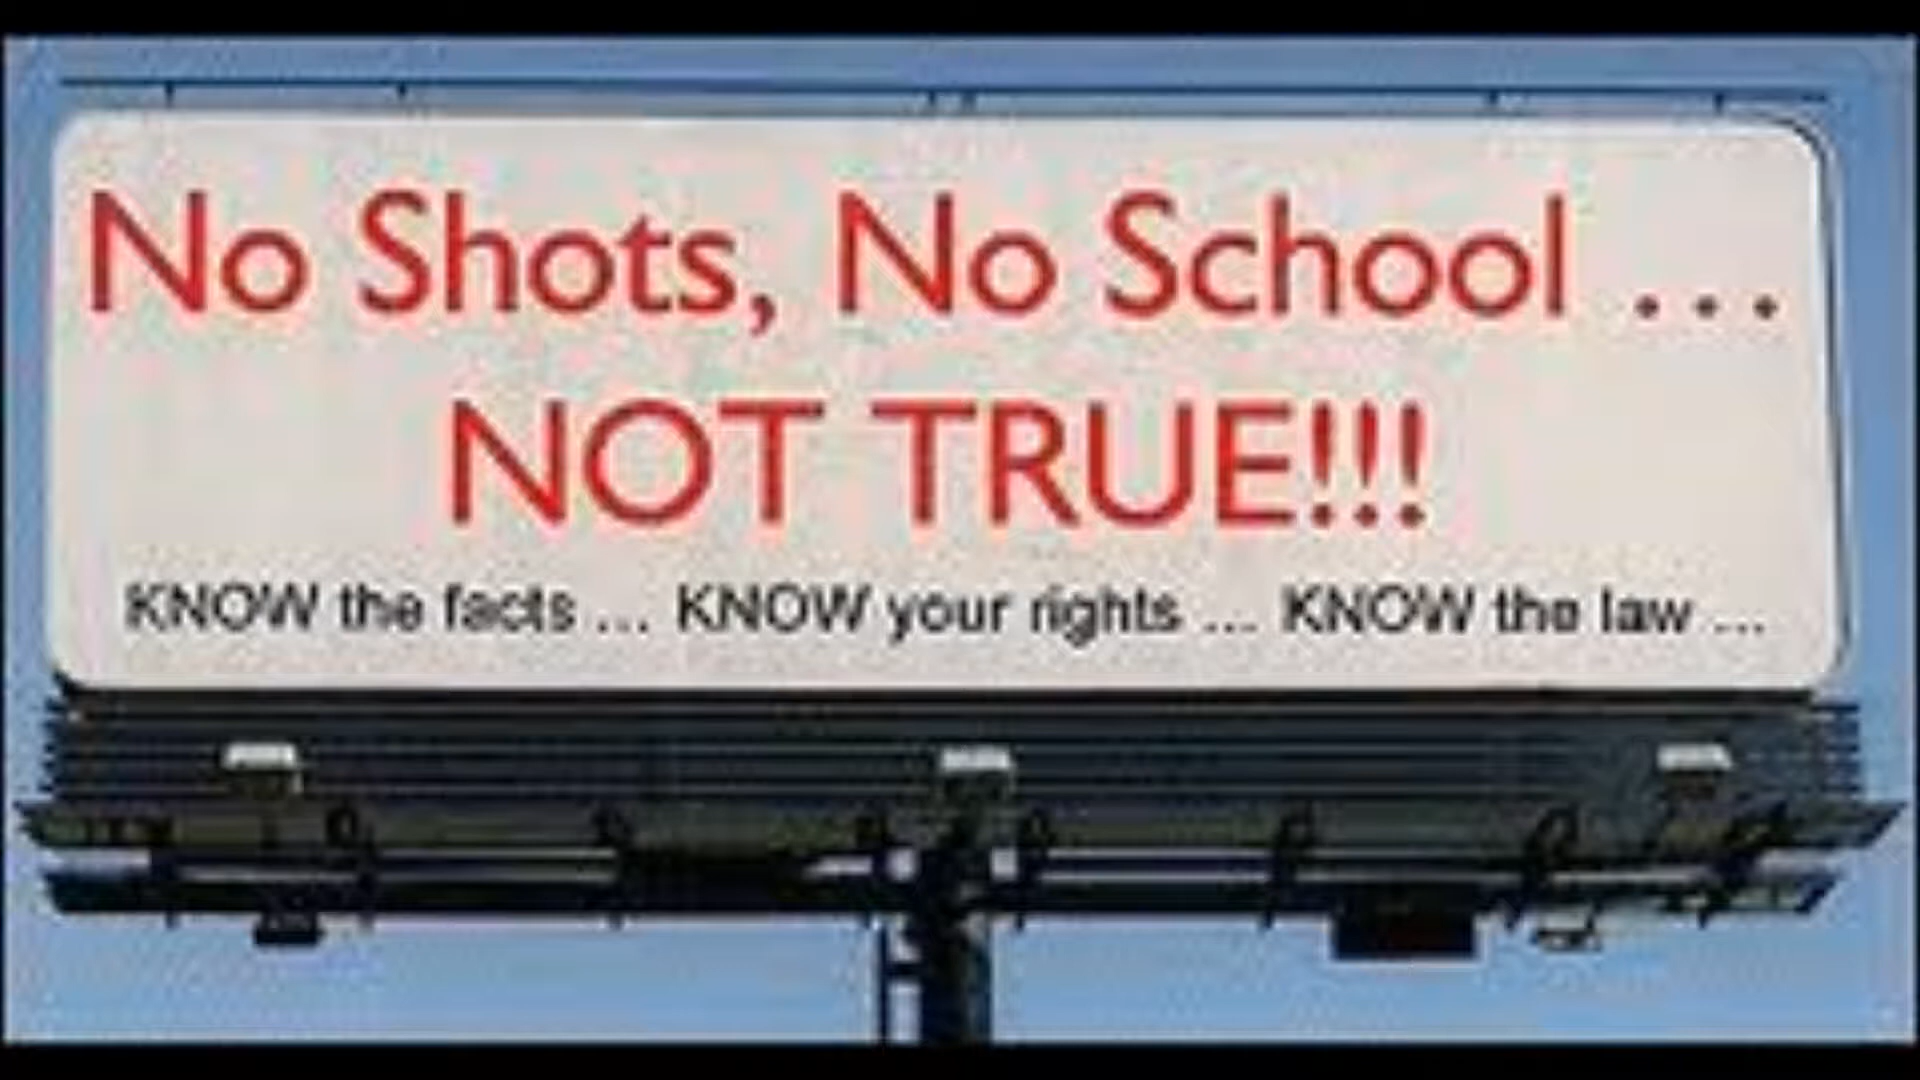 No Shots, No School ...
NOT TRUE!!!
KNOW the facts ... KNOW your rights ... KNOW the law ...